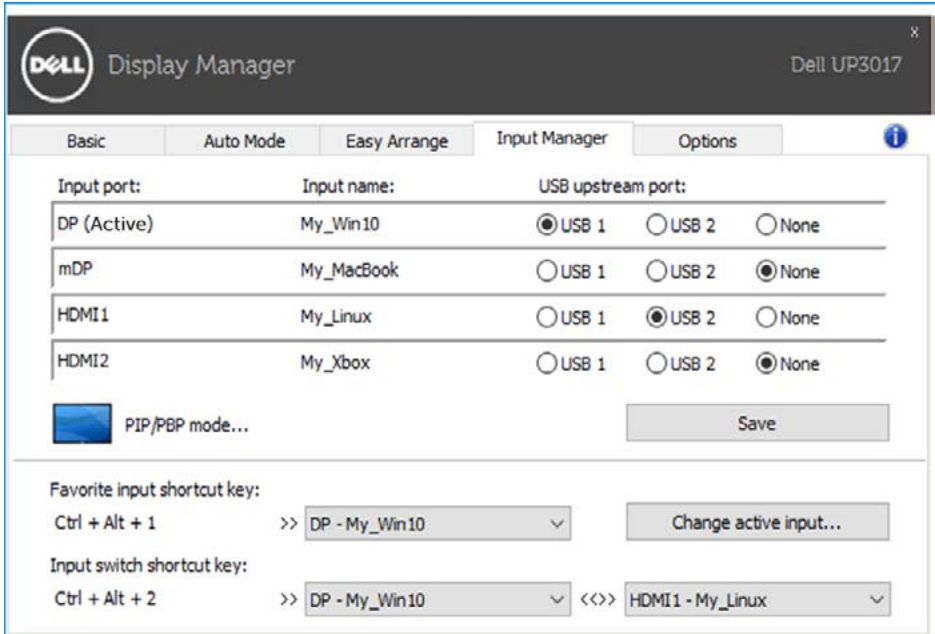 DELL Display Manager Dell UP3017 x
Basic Auto Mode Easy Arrange Input Manager Options i
Input port: Input name: USB upstream port:
DP (Active) My_Win10 USB 1 USB 2 None
mDP My_MacBook USB 1 USB 2 None
HDMI1 My_Linux USB 1 USB 2 None
HDMI2 My_Xbox USB 1 USB 2 None
PIP/PBP mode... Save
Favorite input shortcut key:
Ctrl + Alt + 1 >> DP - My_Win10 Change active input...
Input switch shortcut key:
Ctrl + Alt + 2 >> DP - My_Win10 <<>> HDMI1 - My_Linux